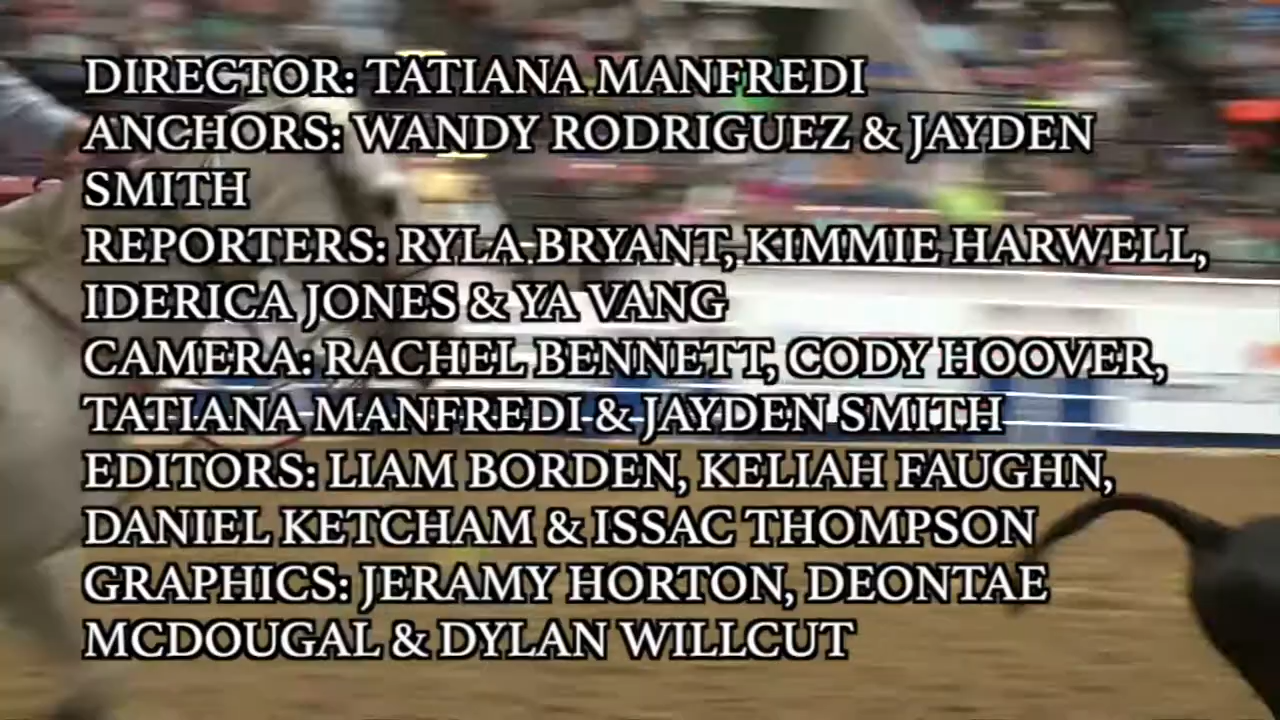 DIRECTOR: TATIANA MANFREDI
ANCHORS: WANDY RODRIGUEZ & JAYDEN
SMITH
REPORTERS: RYLA BRYANT, KIMMIE HARWELL,
IDERICA JONES & YA VANG
CAMERA: RACHEL BENNETT, CODY HOOVER,
TATIANA MANFREDI & JAYDEN SMITH
EDITORS: LIAM BORDEN, KELIAH FAUGHN,
DANIEL KETCHAM & ISSAC THOMPSON
GRAPHICS: JERAMY HORTON, DEONTAE
MCDOUGAL & DYLAN WILLCUT